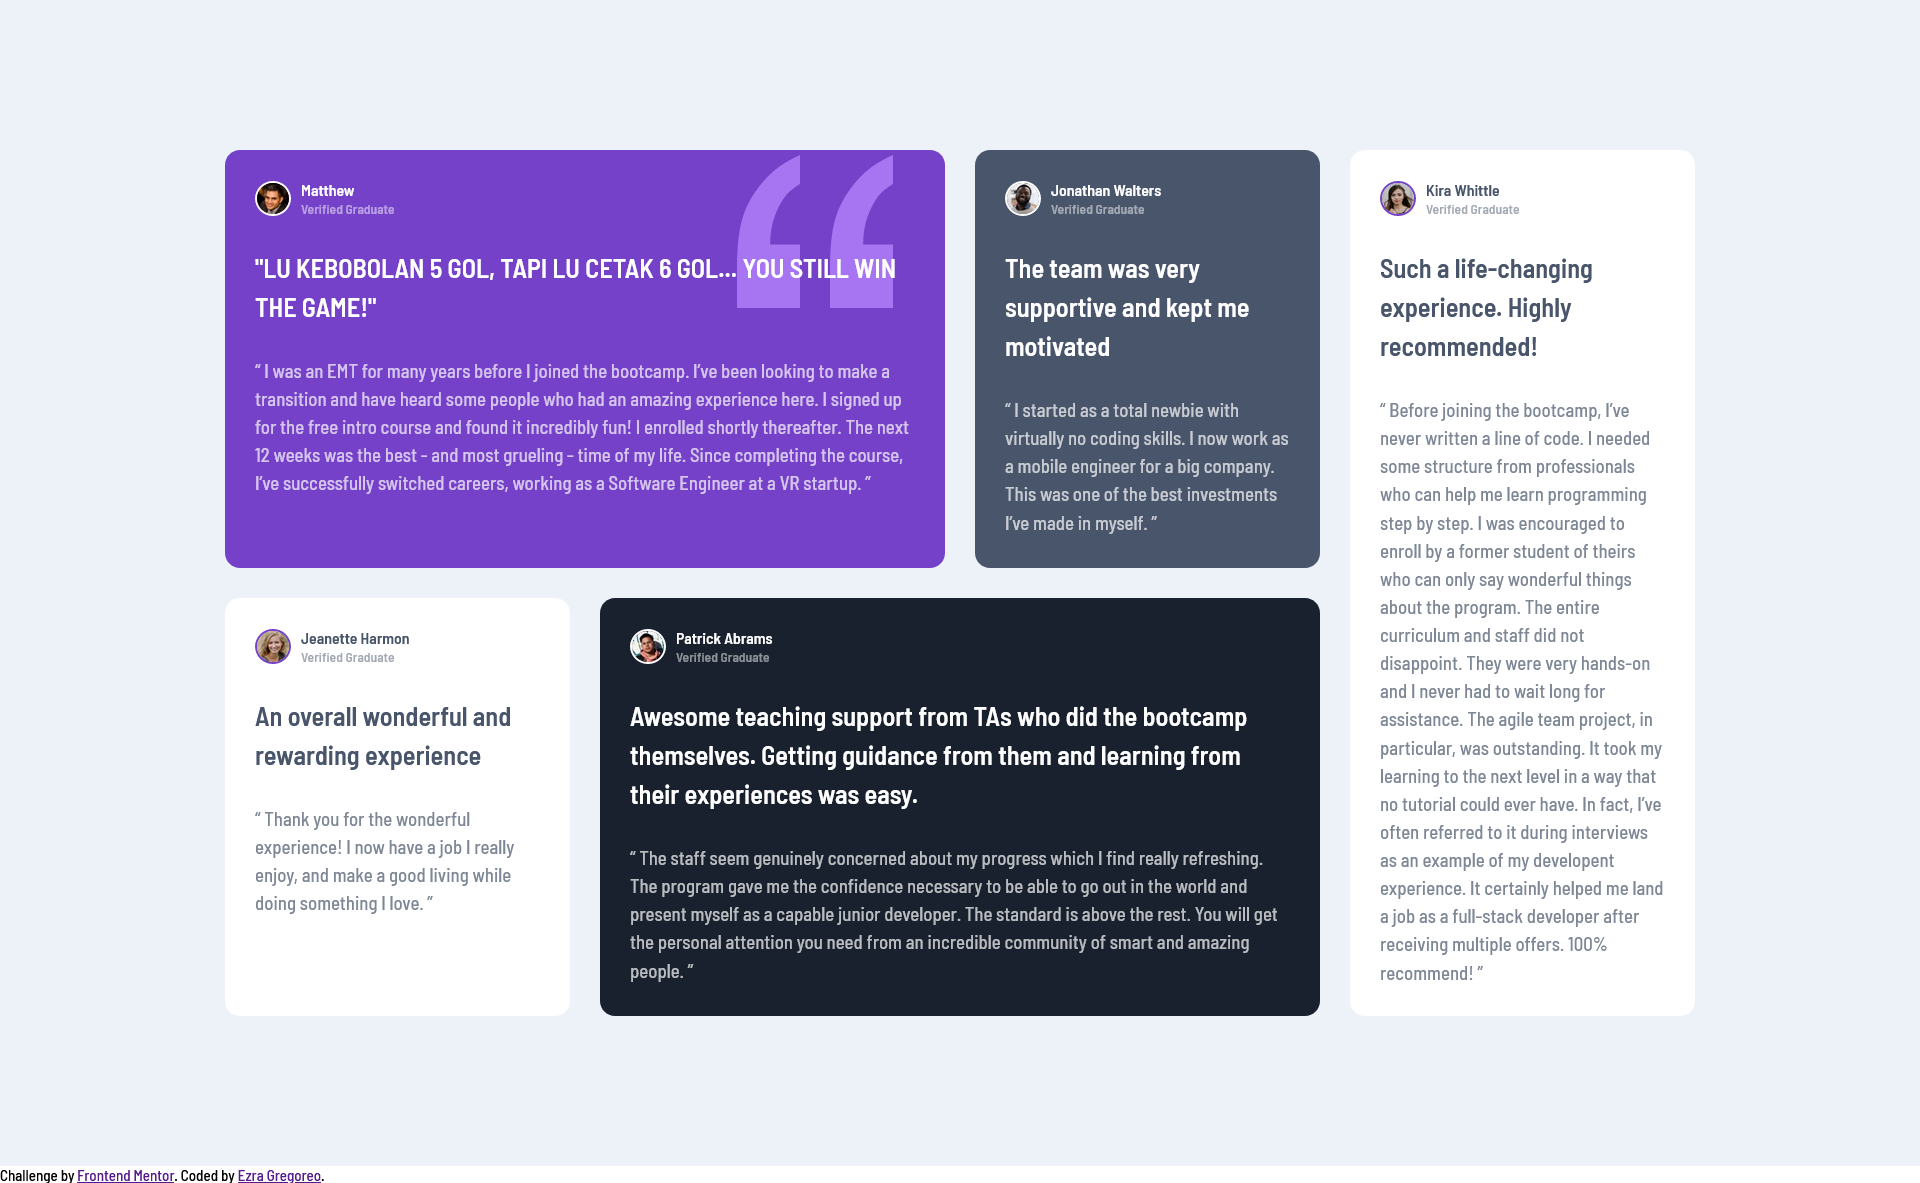 Matthew
Verified Graduate
"LU KEBOBOLAN 5 GOL, TAPI LU CETAK 6 GOL... YOU STILL WIN
THE GAME!"
“ I was an EMT for many years before I joined the bootcamp. I’ve been looking to make a
transition and have heard some people who had an amazing experience here. I signed up
for the free intro course and found it incredibly fun! I enrolled shortly thereafter. The next
12 weeks was the best - and most grueling - time of my life. Since completing the course,
I’ve successfully switched careers, working as a Software Engineer at a VR startup. ”
Jonathan Walters
Verified Graduate
The team was very
supportive and kept me
motivated
“ I started as a total newbie with
virtually no coding skills. I now work as
a mobile engineer for a big company.
This was one of the best investments
I’ve made in myself. ”
Kira Whittle
Verified Graduate
Such a life-changing
experience. Highly
recommended!
“ Before joining the bootcamp, I’ve
never written a line of code. I needed
some structure from professionals
who can help me learn programming
step by step. I was encouraged to
enroll by a former student of theirs
who can only say wonderful things
about the program. The entire
curriculum and staff did not
disappoint. They were very hands-on
and I never had to wait long for
assistance. The agile team project, in
particular, was outstanding. It took my
learning to the next level in a way that
no tutorial could ever have. In fact, I’ve
often referred to it during interviews
as an example of my developent
experience. It certainly helped me land
a job as a full-stack developer after
receiving multiple offers. 100%
recommend! ”
Jeanette Harmon
Verified Graduate
An overall wonderful and
rewarding experience
“ Thank you for the wonderful
experience! I now have a job I really
enjoy, and make a good living while
doing something I love. ”
Patrick Abrams
Verified Graduate
Awesome teaching support from TAs who did the bootcamp
themselves. Getting guidance from them and learning from
their experiences was easy.
“ The staff seem genuinely concerned about my progress which I find really refreshing.
The program gave me the confidence necessary to be able to go out in the world and
present myself as a capable junior developer. The standard is above the rest. You will get
the personal attention you need from an incredible community of smart and amazing
people. ”
Challenge by Frontend Mentor. Coded by Ezra Gregoreo.